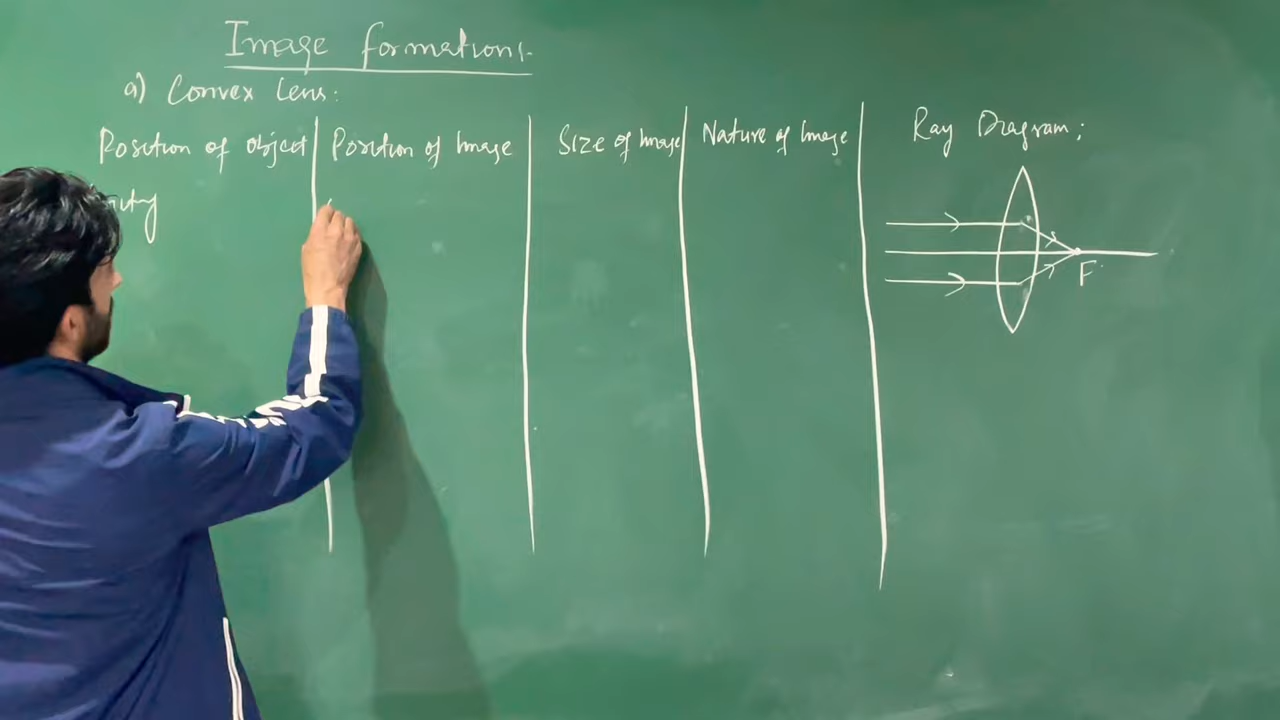 Image formations.
a) Convex Lens:
Position of object Position of Image Size of Image Nature of Image Ray Diagram;
F